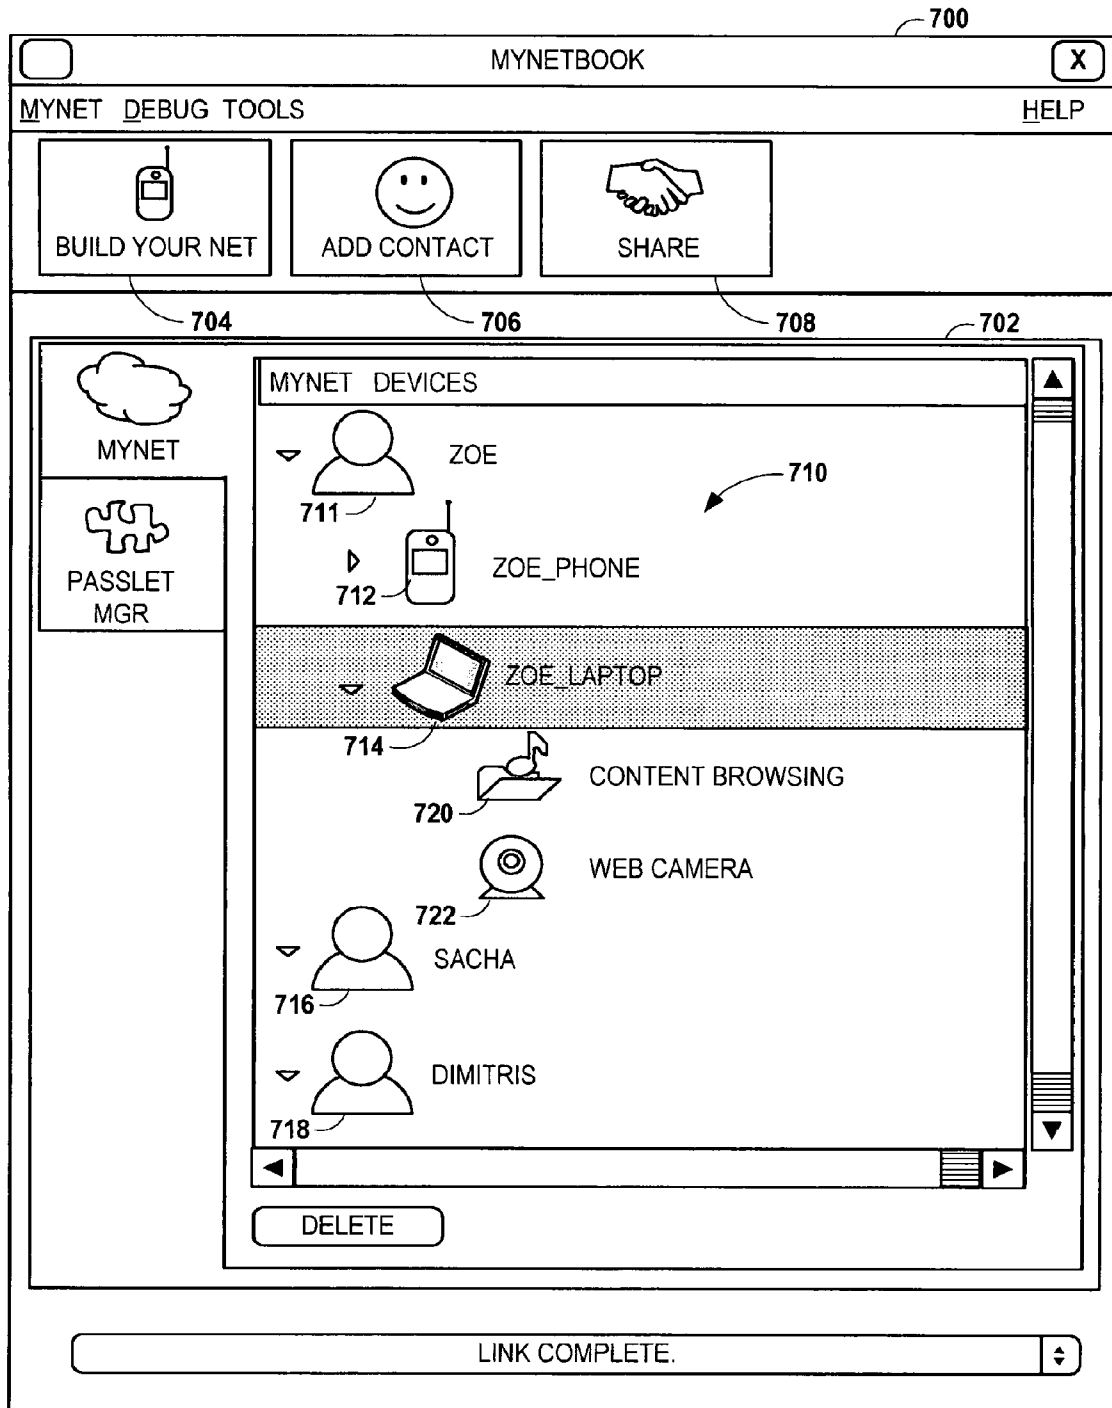 700
MYNETBOOK
X
MYNET DEBUG TOOLS
HELP
BUILD YOUR NET
ADD CONTACT
SHARE
704
706
708
702
MYNET
PASSLET
MGR
MYNET DEVICES
ZOE
711
710
ZOE_PHONE
712
ZOE_LAPTOP
714
CONTENT BROWSING
720
WEB CAMERA
722
SACHA
716
DIMITRIS
718
DELETE
LINK COMPLETE.